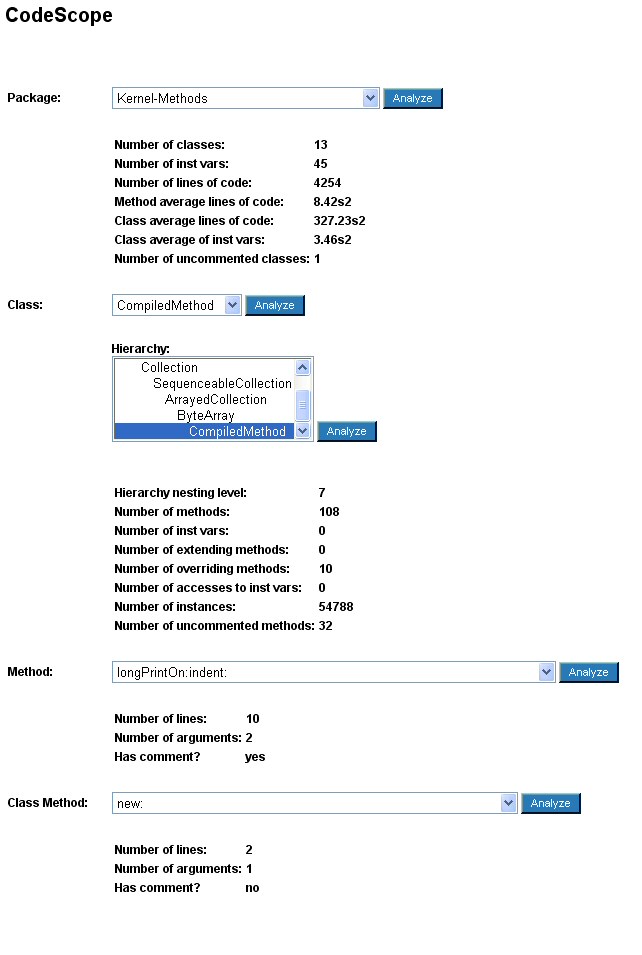 CodeScope
Package: Kernel-Methods Analyze
Number of classes: 13
Number of inst vars: 45
Number of lines of code: 4254
Method average lines of code: 8.42s2
Class average lines of code: 327.23s2
Class average of inst vars: 3.46s2
Number of uncommented classes: 1
Class: CompiledMethod Analyze
Hierarchy:
Collection
SequenceableCollection
ArrayedCollection
ByteArray
CompiledMethod Analyze
Hierarchy nesting level: 7
Number of methods: 108
Number of inst vars: 0
Number of extending methods: 0
Number of overriding methods: 10
Number of accesses to inst vars: 0
Number of instances: 54788
Number of uncommented methods: 32
Method: longPrintOn:indent: Analyze
Number of lines: 10
Number of arguments: 2
Has comment? yes
Class Method: new: Analyze
Number of lines: 2
Number of arguments: 1
Has comment? no